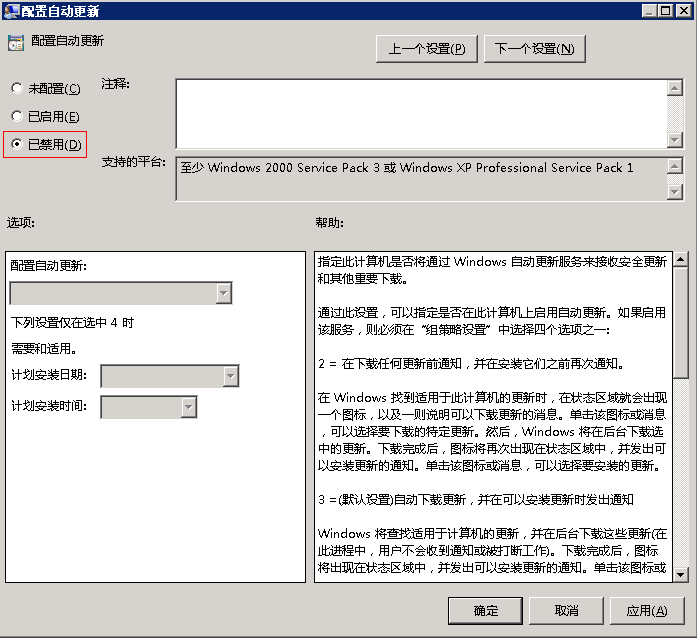 配置自动更新
配置自动更新
上一个设置(P)
下一个设置(N)
未配置(C)
注释:
已启用(E)
已禁用(D)
支持的平台:
至少 Windows 2000 Service Pack 3 或 Windows XP Professional Service Pack 1
选项:
帮助:
配置自动更新:
下列设置仅在选中 4 时
需要和适用。
计划安装日期:
计划安装时间:
指定此计算机是否将通过 Windows 自动更新服务来接收安全更新
和其他重要下载。
通过此设置，可以指定是否在此计算机上启用自动更新。如果启用
该服务，则必须在“组策略设置”中选择四个选项之一:
2 = 在下载任何更新前通知，并在安装它们之前再次通知。
在 Windows 找到适用于此计算机的更新时，在状态区域就会出现
一个图标，以及一则说明可以下载更新的消息。单击该图标或消息
，可以选择要下载的特定更新。然后，Windows 将在后台下载选
中的更新。下载完成后，图标将再次出现在状态区域中，并发出可
以安装更新的通知。单击该图标或消息，可以选择要安装的更新。
3 =(默认设置)自动下载更新，并在可以安装更新时发出通知
Windows 将查找适用于计算机的更新，并在后台下载这些更新(在
此进程中，用户不会收到通知或被打断工作)。下载完成后，图标
将出现在状态区域中，并发出可以安装更新的通知。单击该图标或
确定
取消
应用(A)